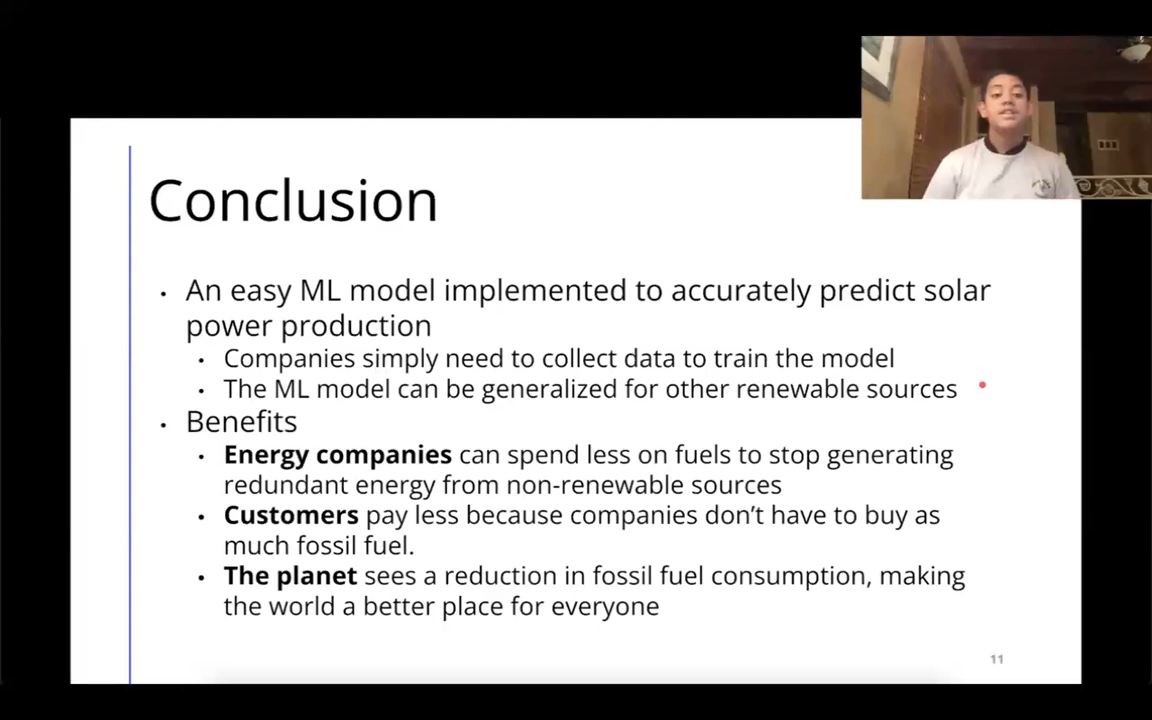 Conclusion
• An easy ML model implemented to accurately predict solar
power production
• Companies simply need to collect data to train the model
• The ML model can be generalized for other renewable sources
• Benefits
• Energy companies can spend less on fuels to stop generating
redundant energy from non-renewable sources
• Customers pay less because companies don't have to buy as
much fossil fuel.
• The planet sees a reduction in fossil fuel consumption, making
the world a better place for everyone
11